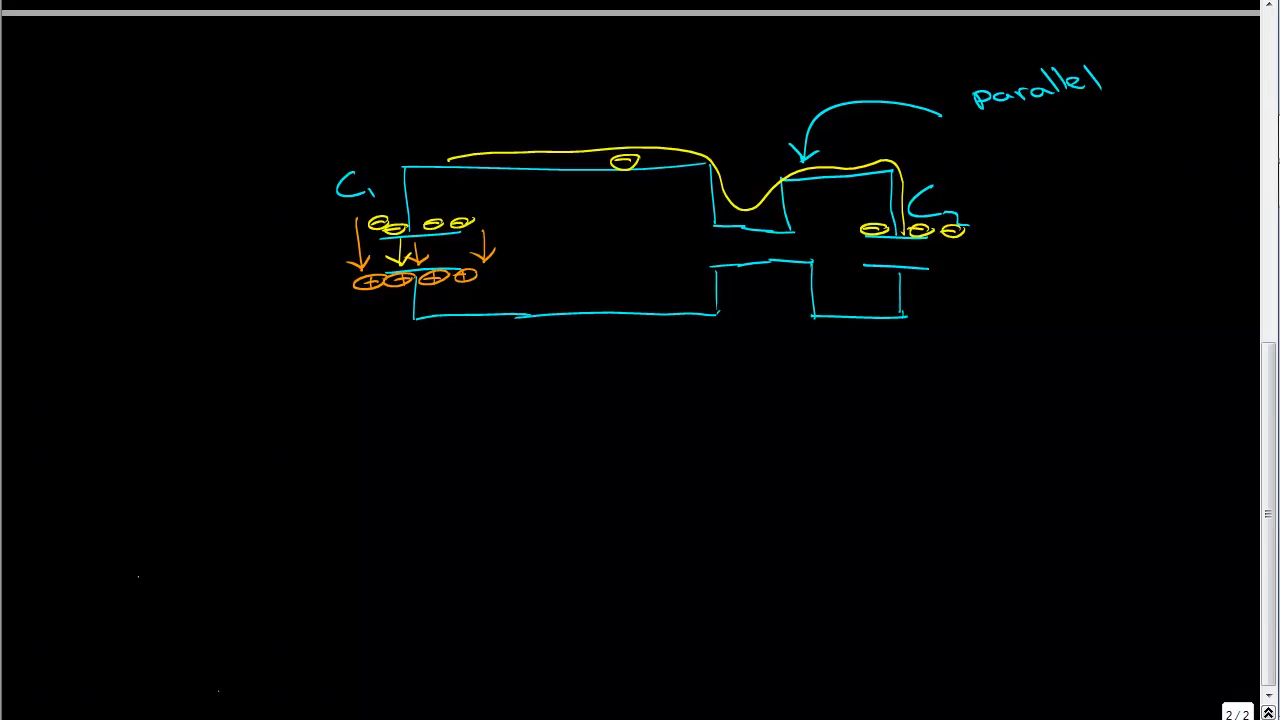 parallel
C₁
C₂
− − − −
− − −
−
+ + + +
2 / 2